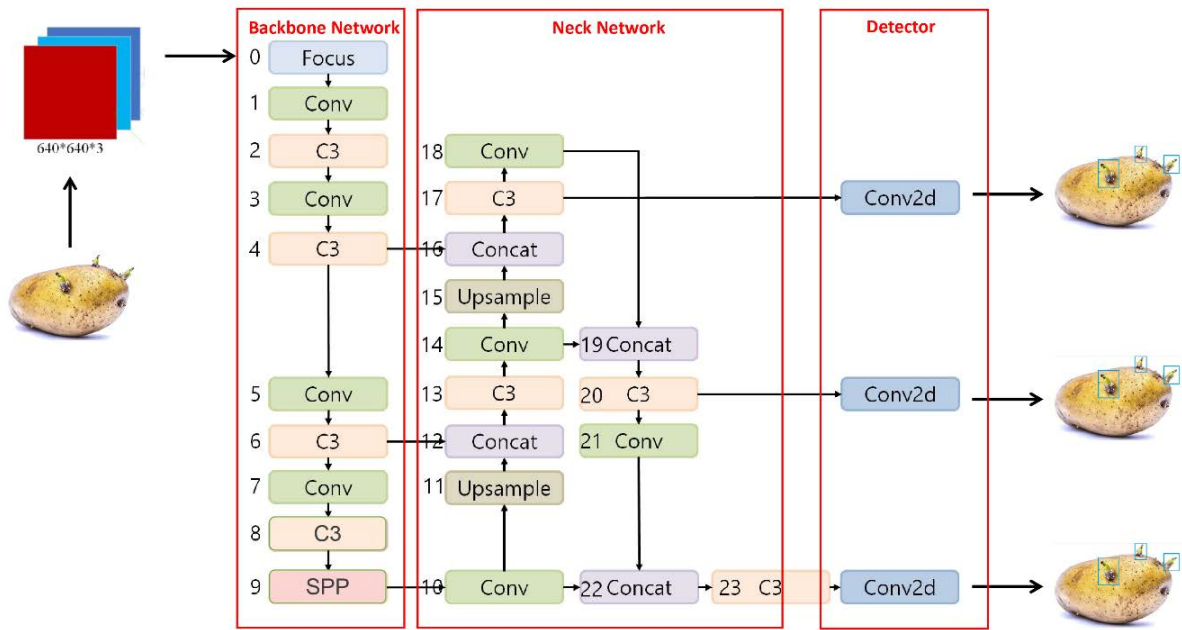 Backbone Network
Neck Network
Detector
640*640*3
0 Focus
1 Conv
2 C3
3 Conv
4 C3
5 Conv
6 C3
7 Conv
8 C3
9 SPP
18 Conv
17 C3
16 Concat
15 Upsample
14 Conv
13 C3
12 Concat
11 Upsample
10 Conv
19 Concat
20 C3
21 Conv
22 Concat
23 C3
Conv2d
Conv2d
Conv2d